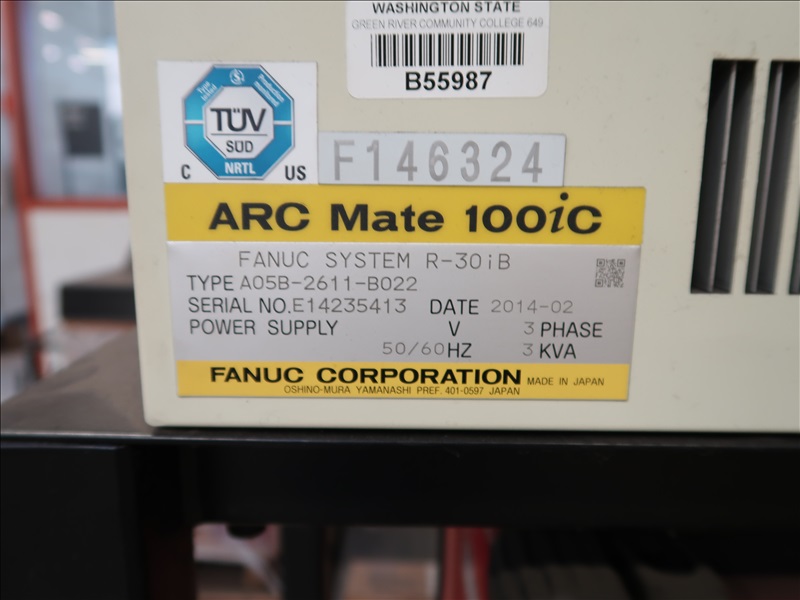 WASHINGTON STATE
GREEN RIVER COMMUNITY COLLEGE 649
B55987
TÜV
SÜD
NRTL
C US
F146324
ARC Mate 100iC
FANUC SYSTEM R-30iB
TYPE A05B-2611-B022
SERIAL NO.E14235413 DATE 2014-02
POWER SUPPLY V 3 PHASE
50/60HZ 3 KVA
FANUC CORPORATION MADE IN JAPAN
OSHINO-MURA YAMANASHI PREF. 401-0597 JAPAN